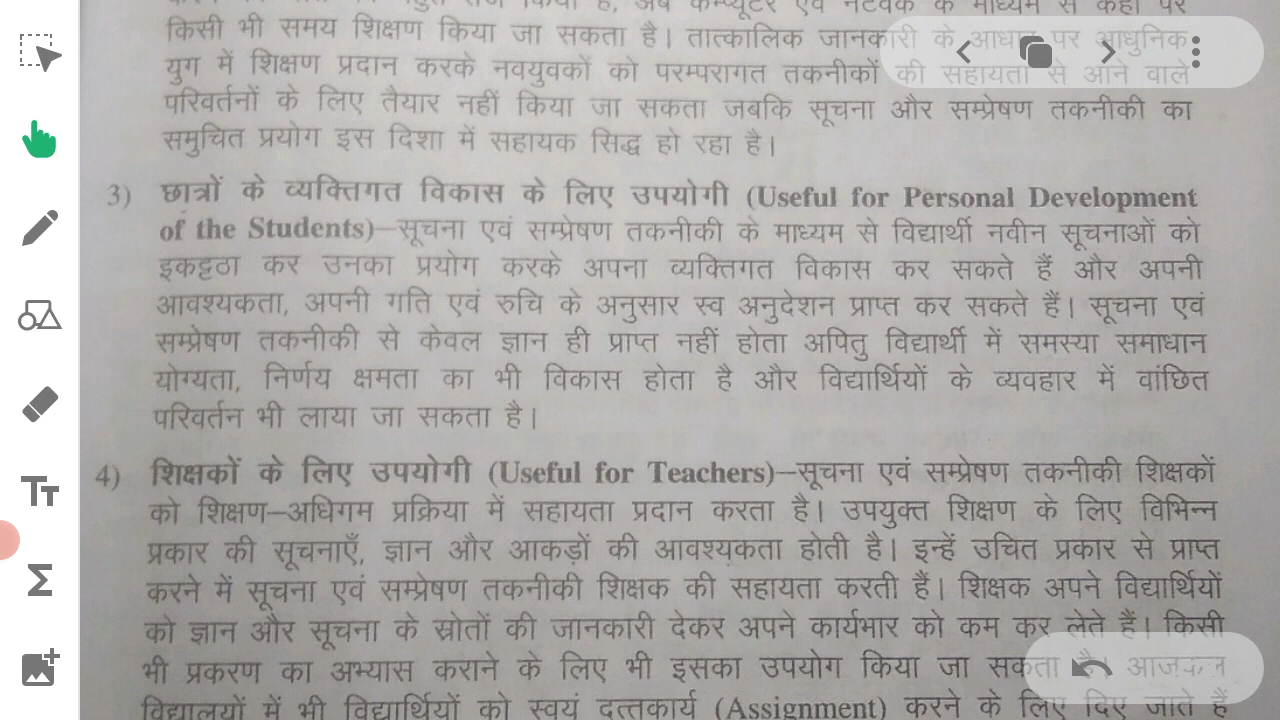 किसी भी समय शिक्षण किया जा सकता है। तात्कालिक जानकारी के आधार पर आधुनिक
युग में शिक्षण प्रदान करके नवयुवकों को परम्परागत तकनीकों की सहायता से आने वाले
परिवर्तनों के लिए तैयार नहीं किया जा सकता जबकि सूचना और सम्प्रेषण तकनीकी का
समुचित प्रयोग इस दिशा में सहायक सिद्ध हो रहा है।
3) छात्रों के व्यक्तिगत विकास के लिए उपयोगी (Useful for Personal Development
of the Students)–सूचना एवं सम्प्रेषण तकनीकी के माध्यम से विद्यार्थी नवीन सूचनाओं को
इकट्टठा कर उनका प्रयोग करके अपना व्यक्तिगत विकास कर सकते हैं और अपनी
आवश्यकता, अपनी गति एवं रुचि के अनुसार स्व अनुदेशन प्राप्त कर सकते हैं। सूचना एवं
सम्प्रेषण तकनीकी से केवल ज्ञान ही प्राप्त नहीं होता अपितु विद्यार्थी में समस्या समाधान
योग्यता, निर्णय क्षमता का भी विकास होता है और विद्यार्थियों के व्यवहार में वांछित
परिवर्तन भी लाया जा सकता है।
4) शिक्षकों के लिए उपयोगी (Useful for Teachers)–सूचना एवं सम्प्रेषण तकनीकी शिक्षकों
को शिक्षण–अधिगम प्रक्रिया में सहायता प्रदान करता है। उपयुक्त शिक्षण के लिए विभिन्न
प्रकार की सूचनाएँ, ज्ञान और आकड़ों की आवश्यकता होती है। इन्हें उचित प्रकार से प्राप्त
करने में सूचना एवं सम्प्रेषण तकनीकी शिक्षक की सहायता करती हैं। शिक्षक अपने विद्यार्थियों
को ज्ञान और सूचना के स्रोतों की जानकारी देकर अपने कार्यभार को कम कर लेते हैं। किसी
भी प्रकरण का अभ्यास कराने के लिए भी इसका उपयोग किया जा सकता है। आजकल
विद्यालयों में भी विद्यार्थियों को स्वयं दत्तकार्य (Assignment) करने के लिए दिए जाते हैं